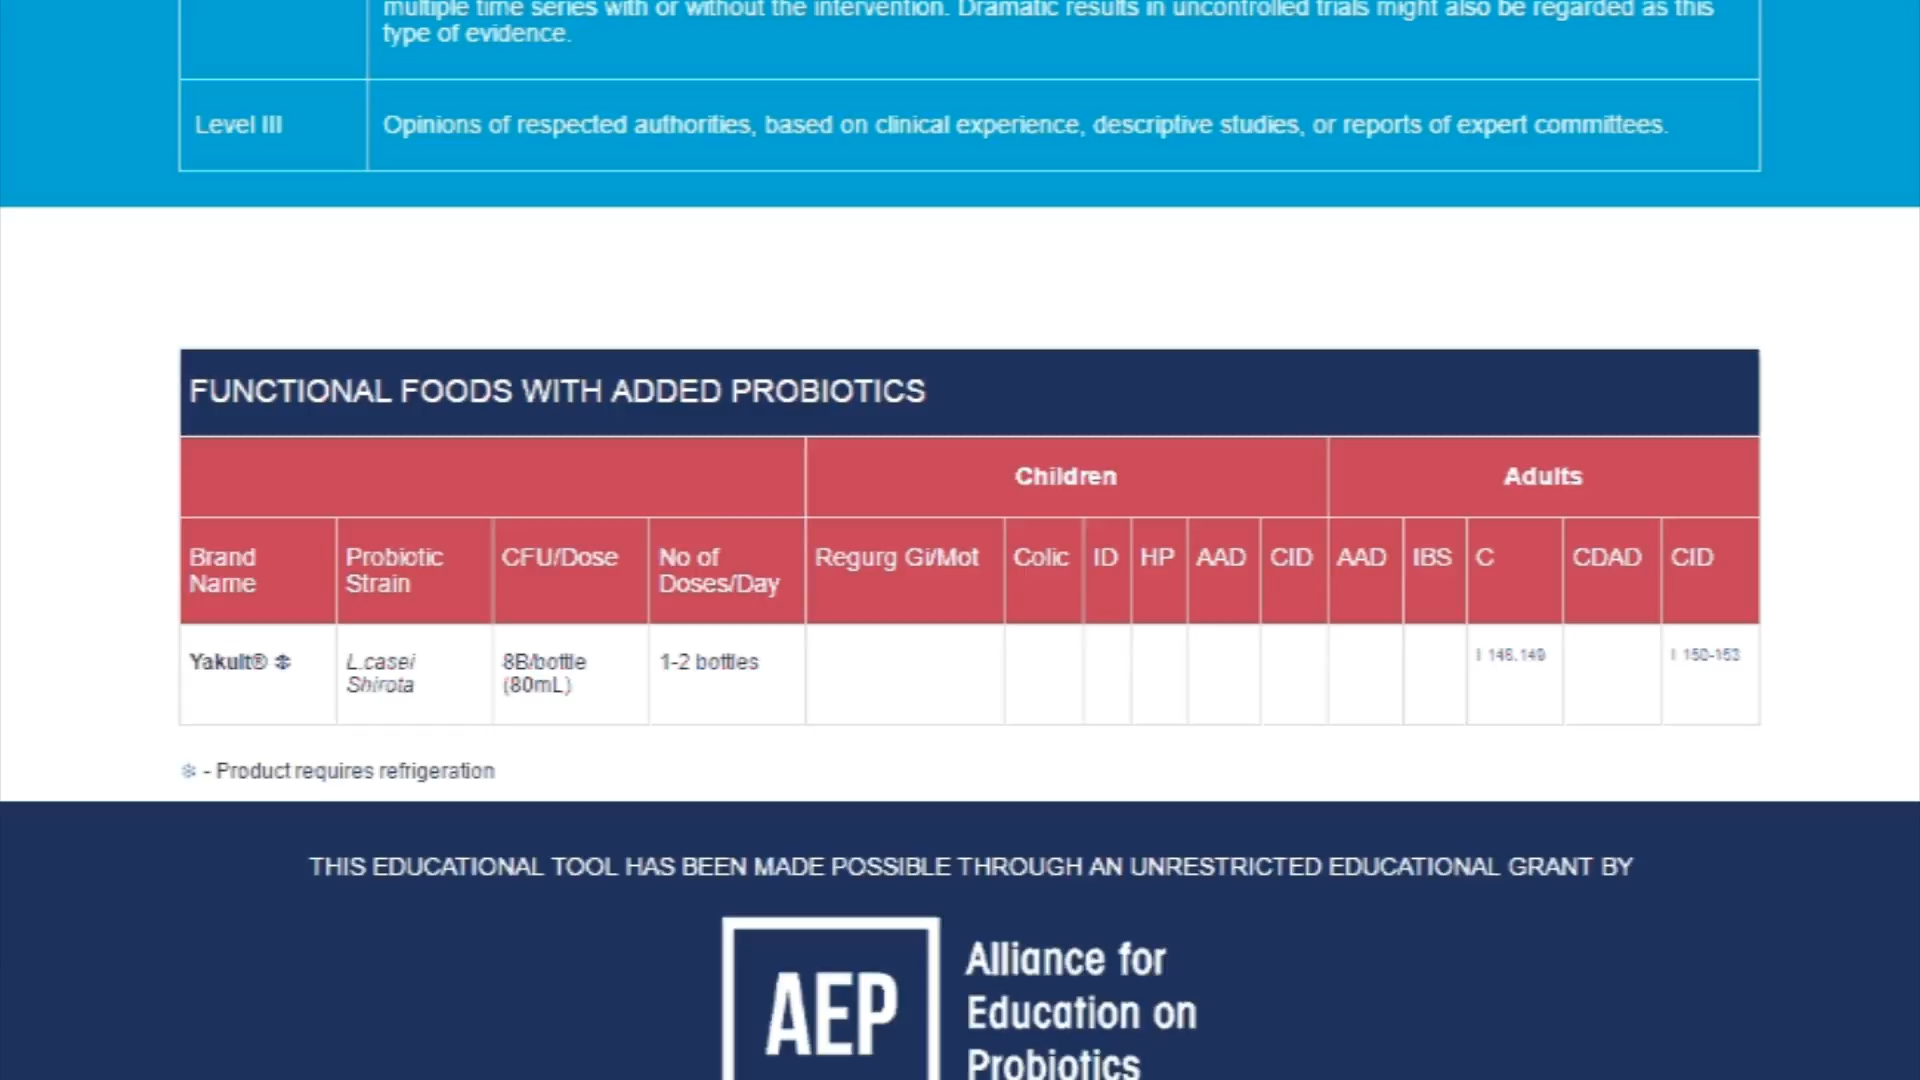 multiple time series with or without the intervention. Dramatic results in uncontrolled trials might also be regarded as this
type of evidence.
Level III Opinions of respected authorities, based on clinical experience, descriptive studies, or reports of expert committees.
FUNCTIONAL FOODS WITH ADDED PROBIOTICS
Children Adults
Brand Name Probiotic Strain CFU/Dose No of Doses/Day Regurg Gi/Mot Colic ID HP AAD CID AAD IBS C CDAD CID
Yakult® ❄ L.casei Shirota 8B/bottle (80mL) 1-2 bottles I 148,149 I 150-153
❄ - Product requires refrigeration
THIS EDUCATIONAL TOOL HAS BEEN MADE POSSIBLE THROUGH AN UNRESTRICTED EDUCATIONAL GRANT BY
AEP
Alliance for
Education on
Probiotics